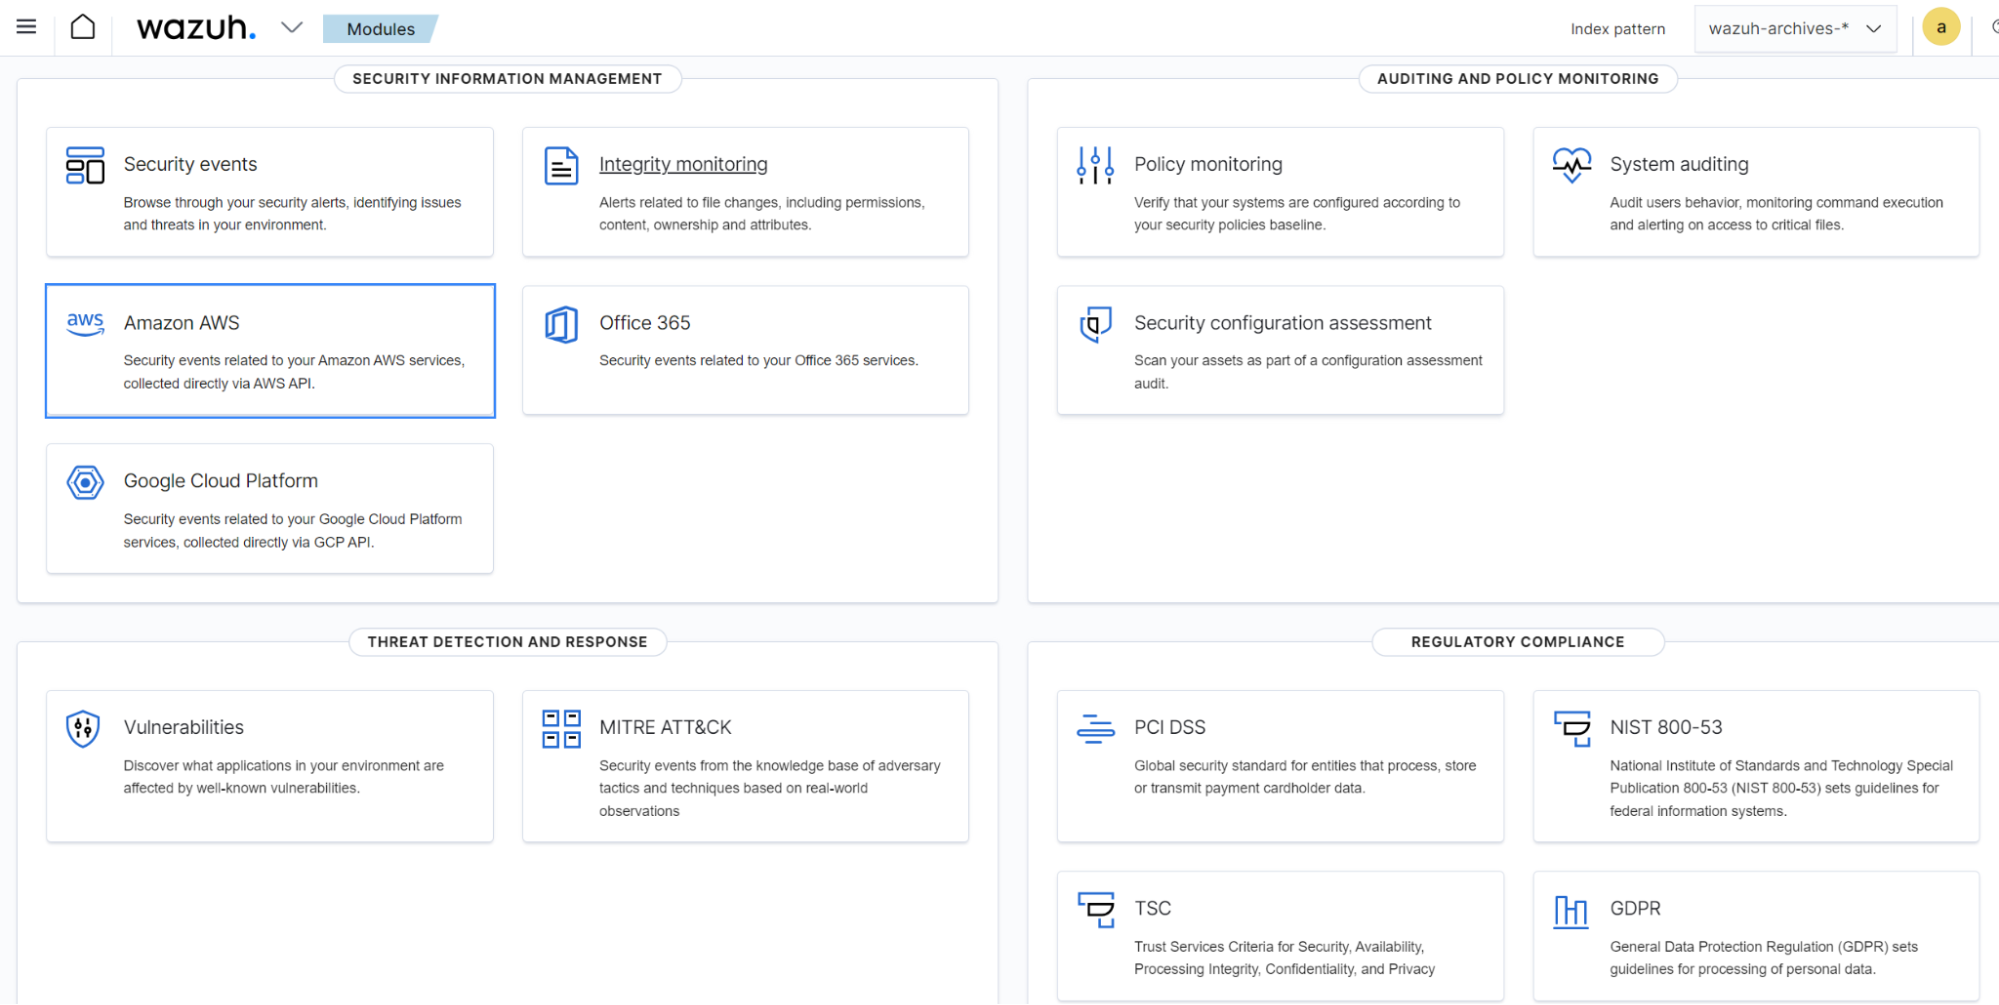 wazuh.
Modules
Index pattern
wazuh-archives-*
a
SECURITY INFORMATION MANAGEMENT
Security events
Browse through your security alerts, identifying issues
and threats in your environment.
Integrity monitoring
Alerts related to file changes, including permissions,
content, ownership and attributes.
aws
Amazon AWS
Security events related to your Amazon AWS services,
collected directly via AWS API.
Office 365
Security events related to your Office 365 services.
Google Cloud Platform
Security events related to your Google Cloud Platform
services, collected directly via GCP API.
AUDITING AND POLICY MONITORING
Policy monitoring
Verify that your systems are configured according to
your security policies baseline.
System auditing
Audit users behavior, monitoring command execution
and alerting on access to critical files.
Security configuration assessment
Scan your assets as part of a configuration assessment
audit.
THREAT DETECTION AND RESPONSE
Vulnerabilities
Discover what applications in your environment are
affected by well-known vulnerabilities.
MITRE ATT&CK
Security events from the knowledge base of adversary
tactics and techniques based on real-world
observations
REGULATORY COMPLIANCE
PCI DSS
Global security standard for entities that process, store
or transmit payment cardholder data.
NIST 800-53
National Institute of Standards and Technology Special
Publication 800-53 (NIST 800-53) sets guidelines for
federal information systems.
TSC
Trust Services Criteria for Security, Availability,
Processing Integrity, Confidentiality, and Privacy
GDPR
General Data Protection Regulation (GDPR) sets
guidelines for processing of personal data.